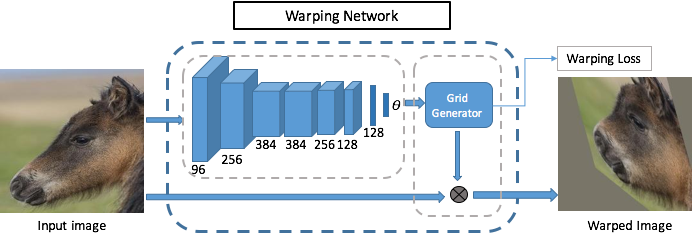 Warping Network
Warping Loss
Grid
Generator
θ
96
256
384
384
256
128
128
Input image
Warped Image